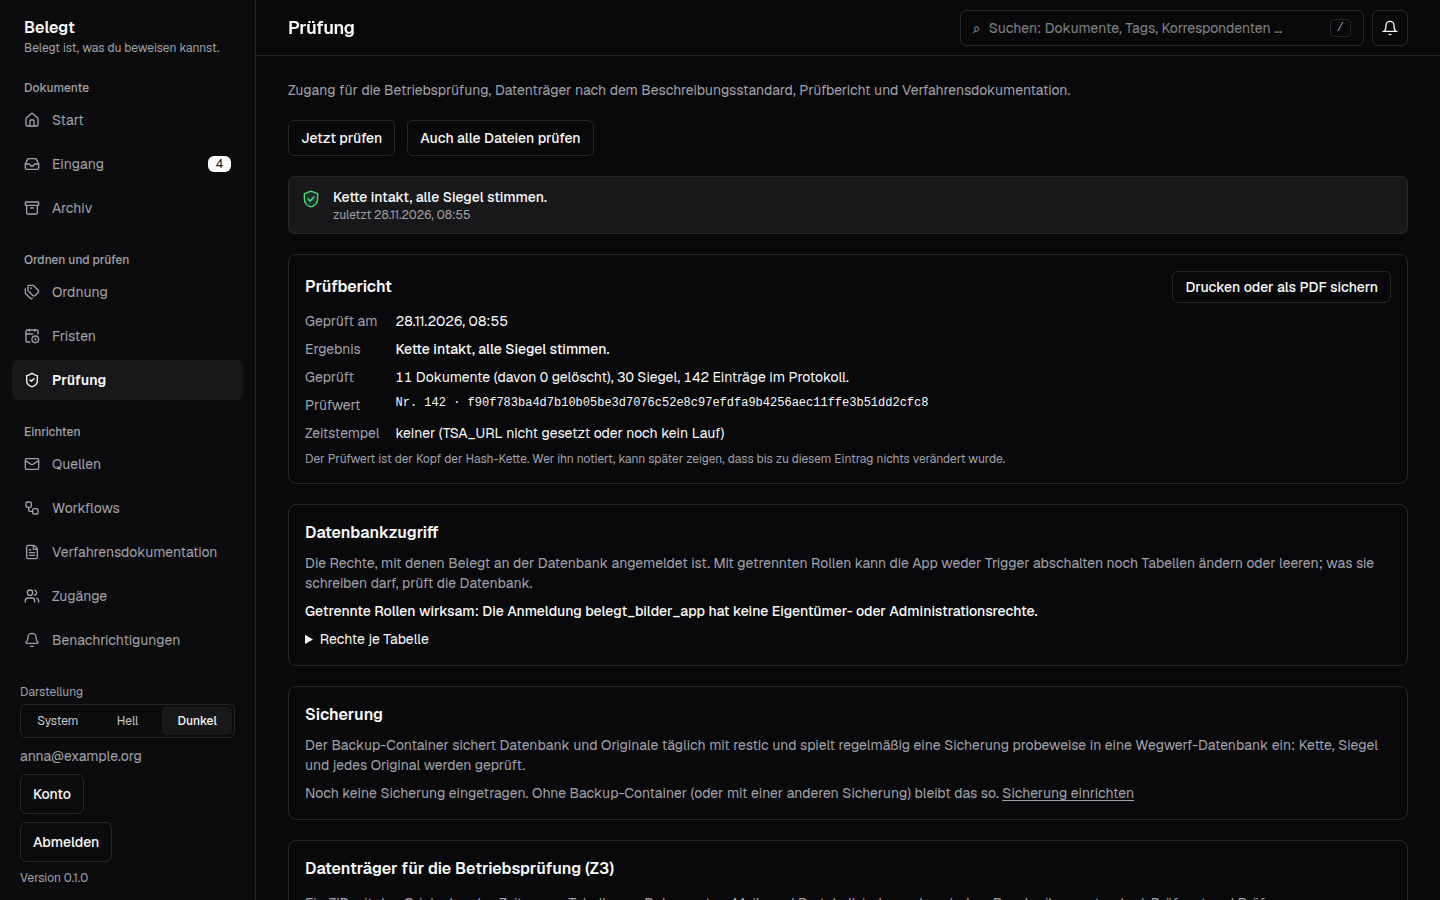 Belegt
Belegt ist, was du beweisen kannst.
Dokumente
Start
Eingang
4
Archiv
Ordnen und prüfen
Ordnung
Fristen
Prüfung
Einrichten
Quellen
Workflows
Verfahrensdokumentation
Zugänge
Benachrichtigungen
Darstellung
System Hell Dunkel
anna@example.org
Konto
Abmelden
Version 0.1.0
Prüfung
Suchen: Dokumente, Tags, Korrespondenten … /
Zugang für die Betriebsprüfung, Datenträger nach dem Beschreibungsstandard, Prüfbericht und Verfahrensdokumentation.
Jetzt prüfen Auch alle Dateien prüfen
Kette intakt, alle Siegel stimmen.
zuletzt 28.11.2026, 08:55
Prüfbericht
Drucken oder als PDF sichern
Geprüft am 28.11.2026, 08:55
Ergebnis Kette intakt, alle Siegel stimmen.
Geprüft 11 Dokumente (davon 0 gelöscht), 30 Siegel, 142 Einträge im Protokoll.
Prüfwert Nr. 142 · f90f783ba4d7b10b05be3d7076c52e8c97efdfa9b4256aec11ffe3b51dd2cfc8
Zeitstempel keiner (TSA_URL nicht gesetzt oder noch kein Lauf)
Der Prüfwert ist der Kopf der Hash-Kette. Wer ihn notiert, kann später zeigen, dass bis zu diesem Eintrag nichts verändert wurde.
Datenbankzugriff
Die Rechte, mit denen Belegt an der Datenbank angemeldet ist. Mit getrennten Rollen kann die App weder Trigger abschalten noch Tabellen ändern oder leeren; was sie
schreiben darf, prüft die Datenbank.
Getrennte Rollen wirksam: Die Anmeldung belegt_bilder_app hat keine Eigentümer- oder Administrationsrechte.
Rechte je Tabelle
Sicherung
Der Backup-Container sichert Datenbank und Originale täglich mit restic und spielt regelmäßig eine Sicherung probeweise in eine Wegwerf-Datenbank ein: Kette, Siegel
und jedes Original werden geprüft.
Noch keine Sicherung eingetragen. Ohne Backup-Container (oder mit einer anderen Sicherung) bleibt das so. Sicherung einrichten
Datenträger für die Betriebsprüfung (Z3)